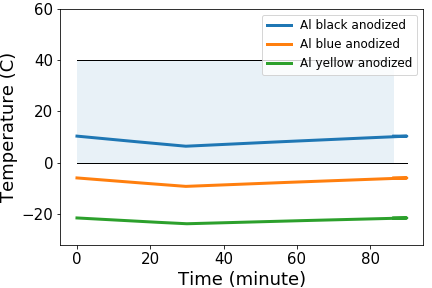 Temperature (C)
60
40
20
0
−20
Al black anodized
Al blue anodized
Al yellow anodized
0 20 40 60 80
Time (minute)